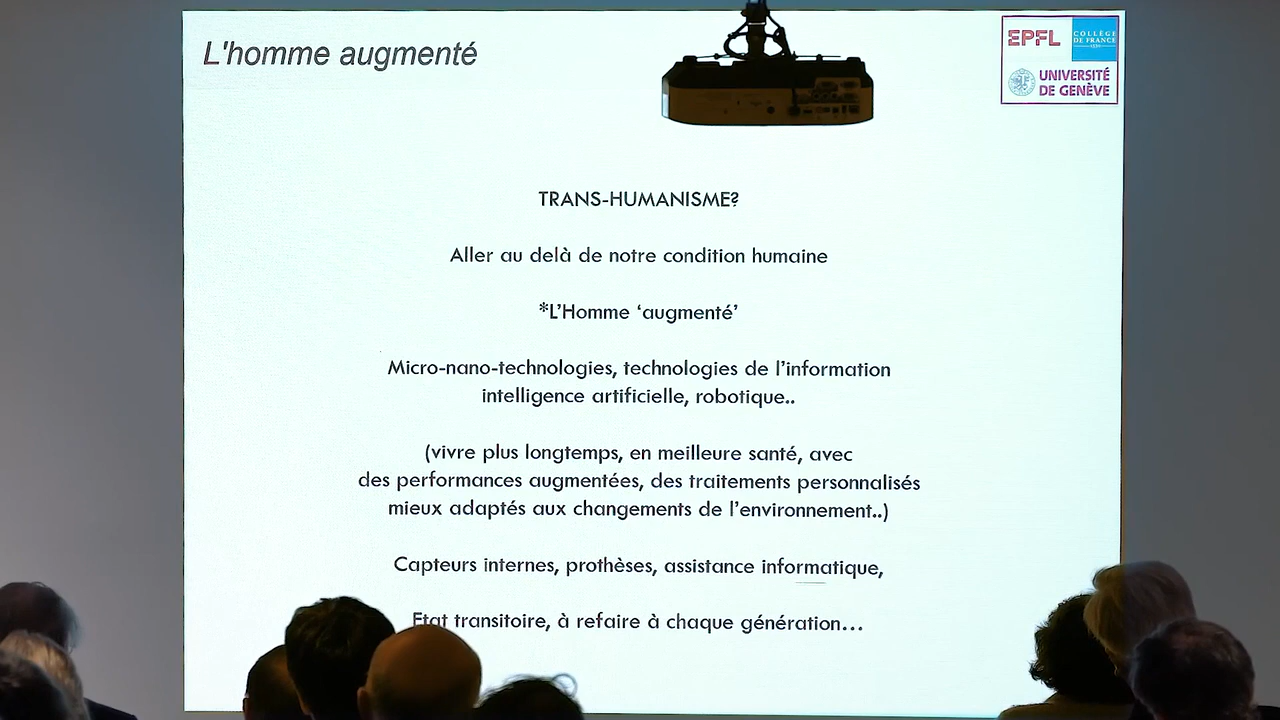 L'homme augmenté
EPFL
COLLÈGE
DE FRANCE
1530
UNIVERSITÉ
DE GENÈVE
TRANS-HUMANISME?
Aller au delà de notre condition humaine
*L'Homme ‘augmenté’
Micro-nano-technologies, technologies de l'information
intelligence artificielle, robotique..
(vivre plus longtemps, en meilleure santé, avec
des performances augmentées, des traitements personnalisés
mieux adaptés aux changements de l'environnement..)
Capteurs internes, prothèses, assistance informatique,
Etat transitoire, à refaire à chaque génération...